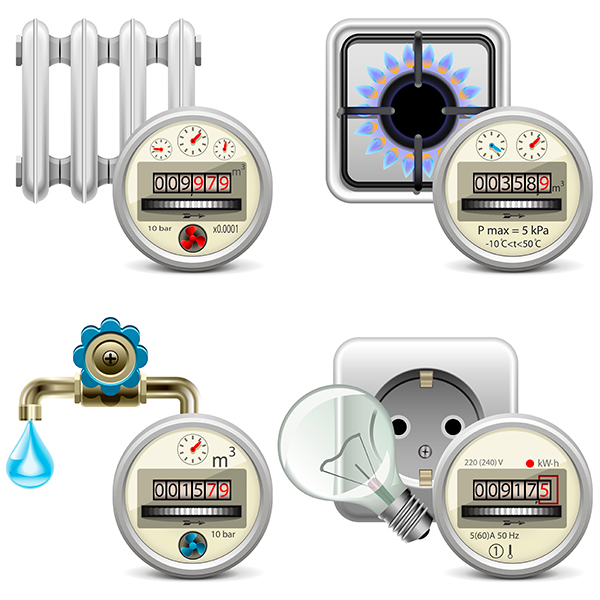 009979 m³
10 bar x0.0001
003589 m³
P max = 5 kPa
-10°C<t<50°C
m³
001579
10 bar
220 (240) V kW-h
009175
5(60)A 50 Hz
1